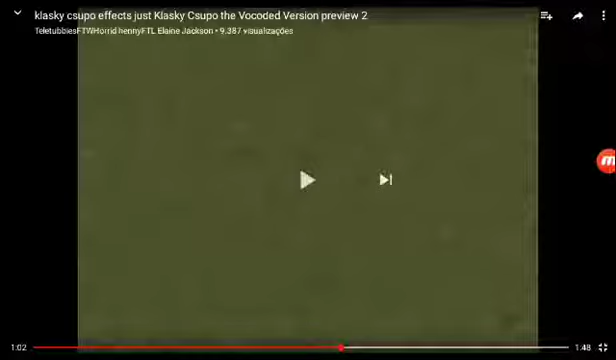 klasky csupo effects just Klasky Csupo the Vocoded Version preview 2
TeletubbiesFTWHorrid hennyFTL Elaine Jackson • 9.387 visualizações
1:02
1:48